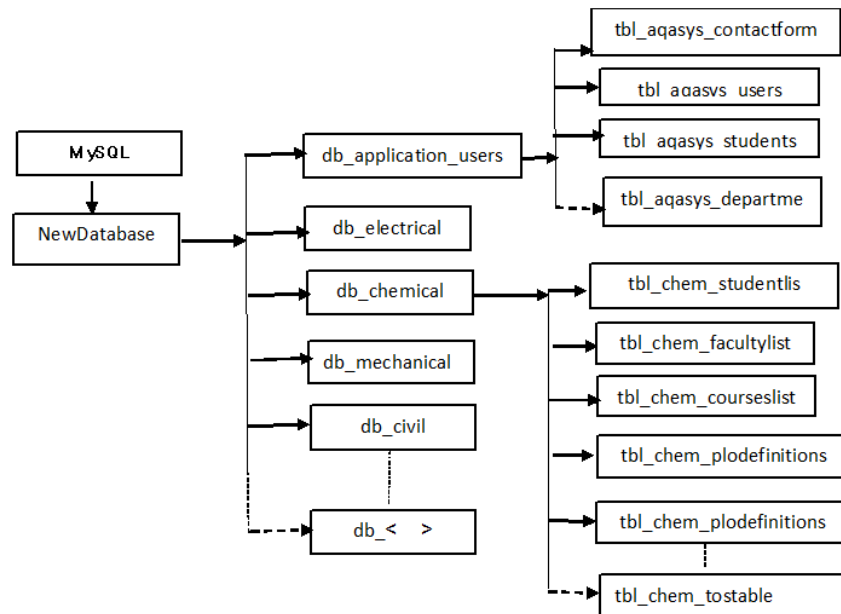 MySQL
NewDatabase
db_application_users
db_electrical
db_chemical
db_mechanical
db_civil
db_< >
tbl_aqasys_contactform
tbl_aqasys_users
tbl_aqasys_students
tbl_aqasys_departme
tbl_chem_studentlis
tbl_chem_facultylist
tbl_chem_courseslist
tbl_chem_plodefinitions
tbl_chem_plodefinitions
tbl_chem_tostable